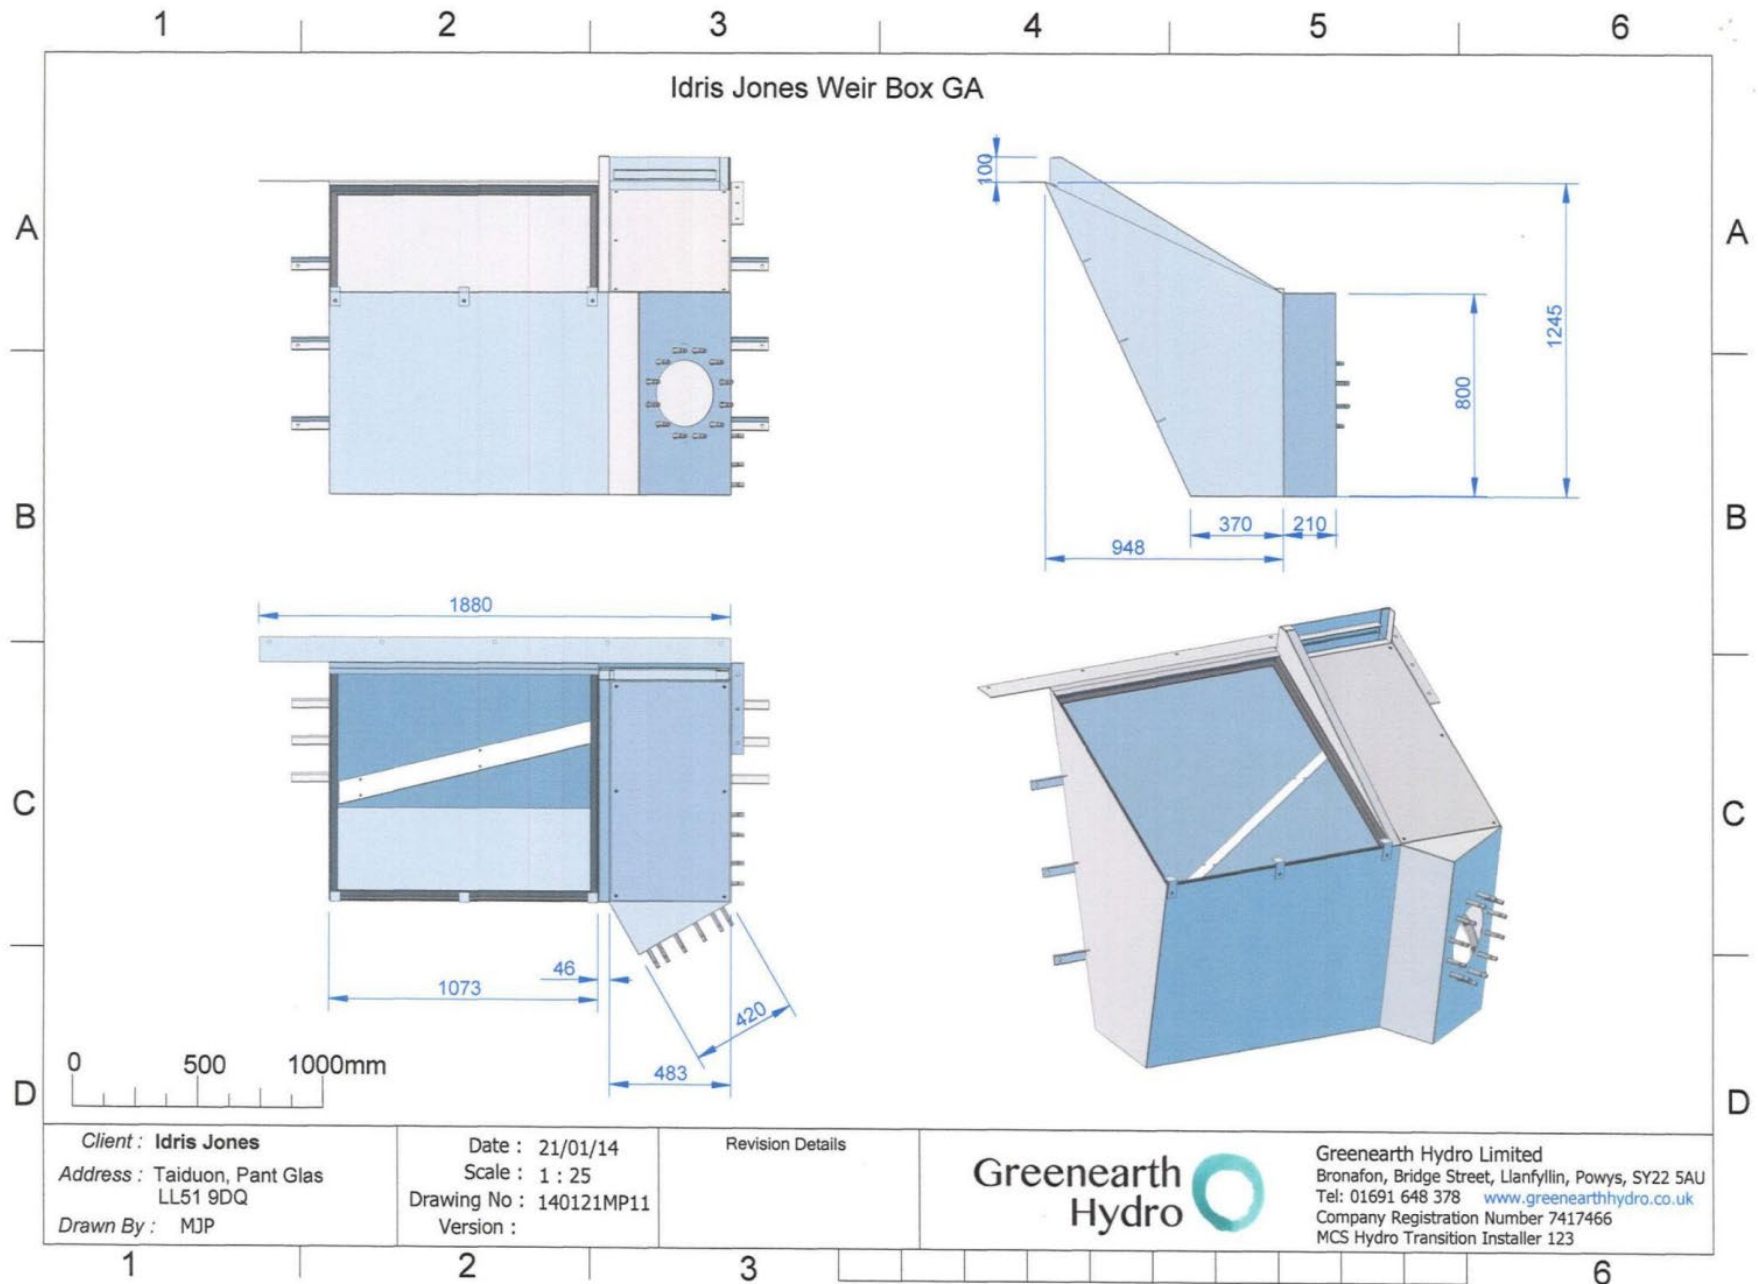 1 2 3 4 5 6
Idris Jones Weir Box GA
A
A
B
B
C
C
D
D
100
1245
800
370
210
948
1880
46
1073
420
483
0 500 1000mm
Client : Idris Jones
Address : Taiduon, Pant Glas
LL51 9DQ
Drawn By : MJP
Date : 21/01/14
Scale : 1 : 25
Drawing No : 140121MP11
Version :
Revision Details
Greenearth
Hydro
Greenearth Hydro Limited
Bronafon, Bridge Street, Llanfyllin, Powys, SY22 5AU
Tel: 01691 648 378 www.greenearthhydro.co.uk
Company Registration Number 7417466
MCS Hydro Transition Installer 123
1 2 3 6